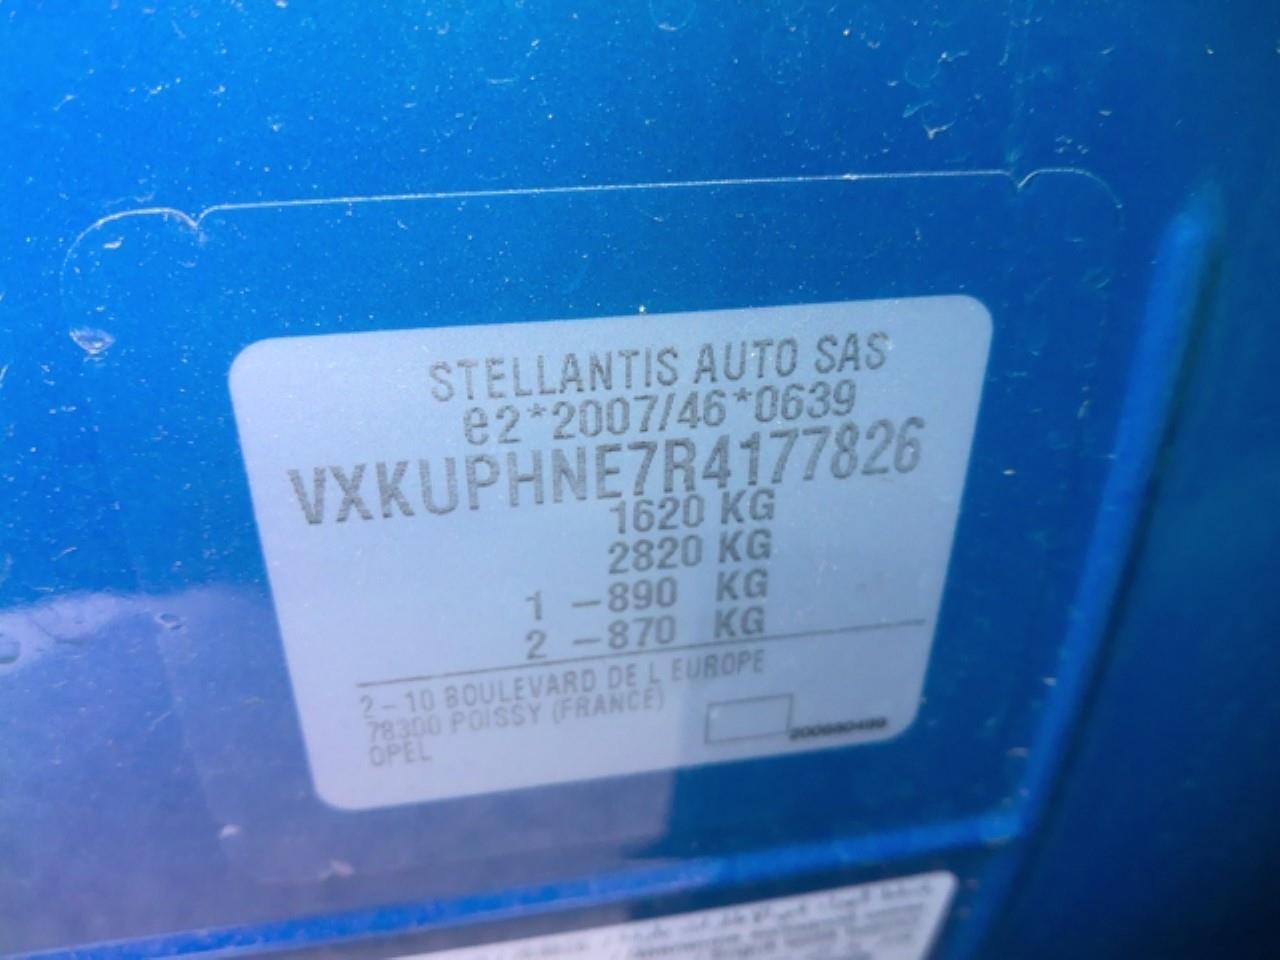 STELLANTIS AUTO SAS
e2*2007/46*0639
VXKUPHNE7R4177826
1620 KG
2820 KG
1 -890 KG
2 -870 KG
2-10 BOULEVARD DE L EUROPE
78300 POISSY (FRANCE)
OPEL